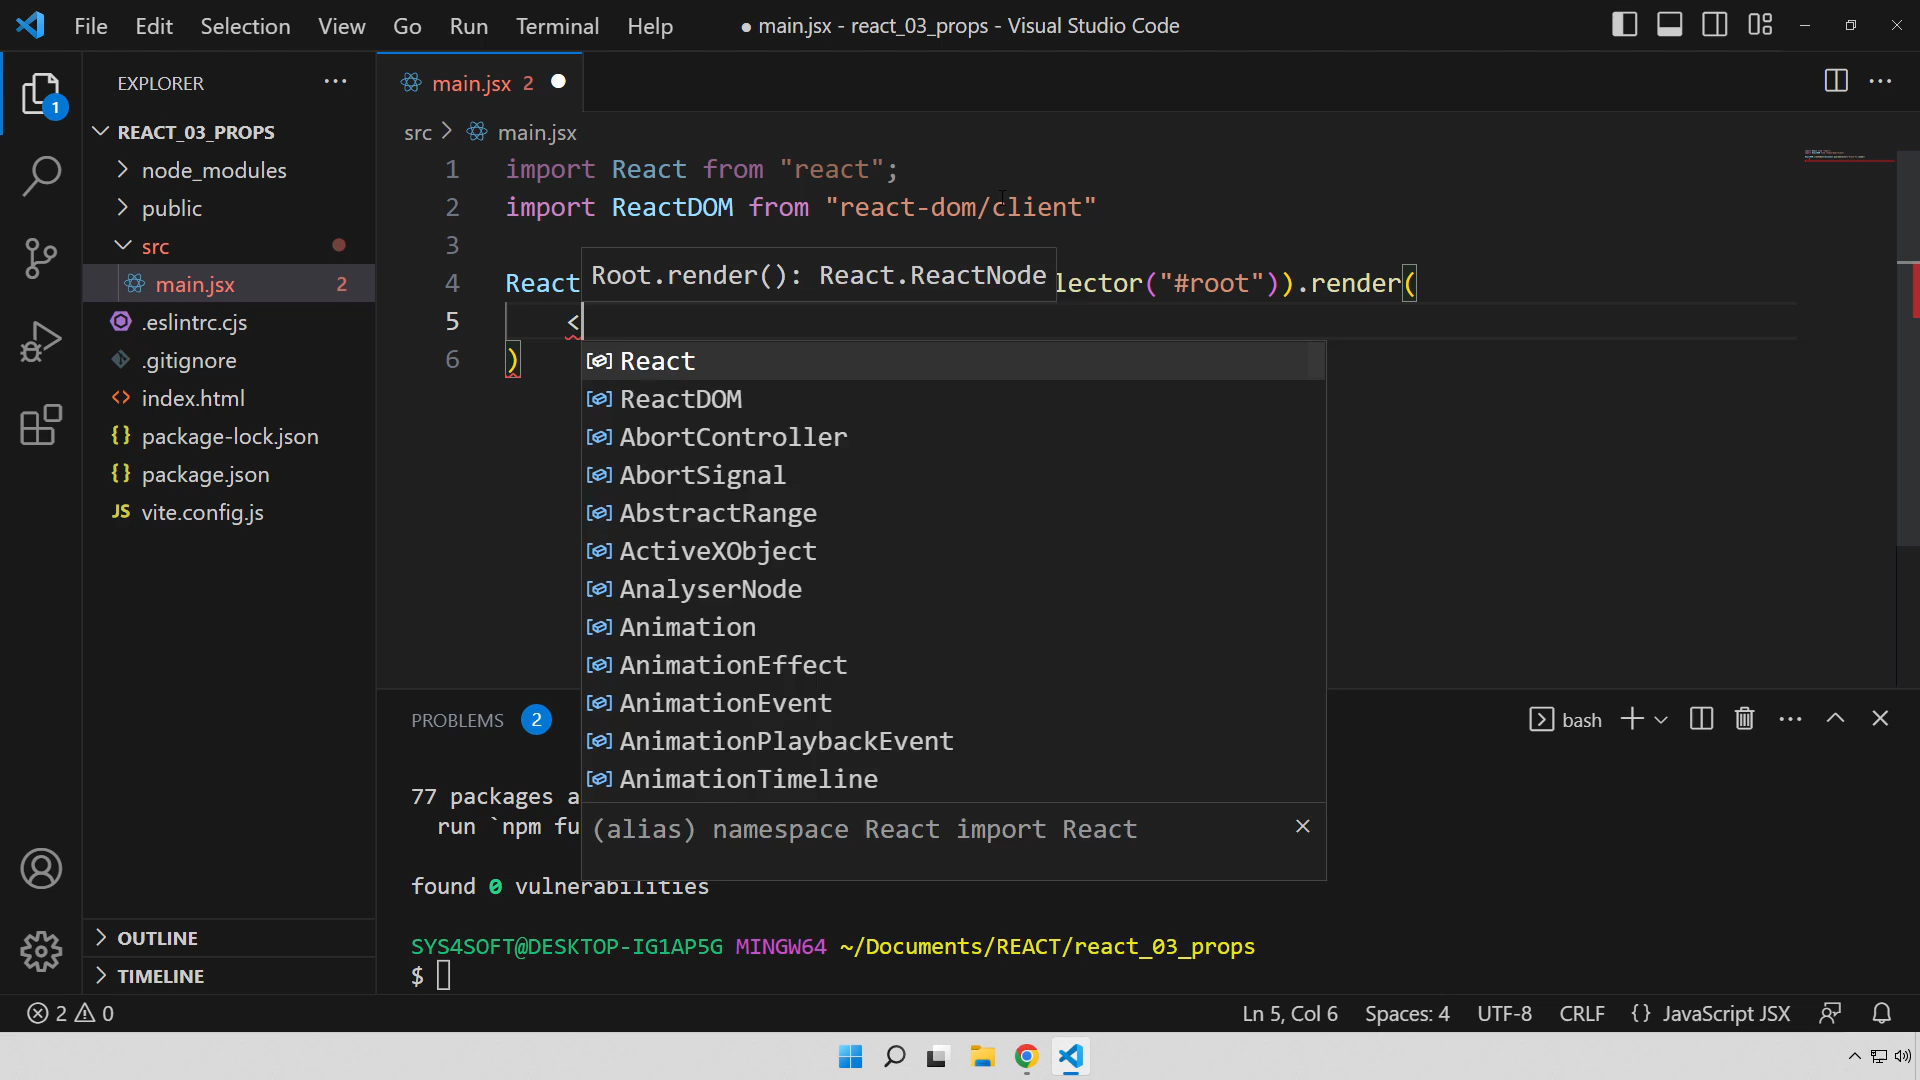 File Edit Selection View Go Run Terminal Help
● main.jsx - react_03_props - Visual Studio Code
EXPLORER ···
1
REACT_03_PROPS
node_modules
public
src
main.jsx 2
.eslintrc.cjs
.gitignore
index.html
package-lock.json
package.json
JS vite.config.js
OUTLINE
TIMELINE
main.jsx 2
src > main.jsx
1 import React from "react";
2 import ReactDOM from "react-dom/client"
3
Root.render(): React.ReactNode
4 React lector("#root")).render(
5 <
6 )
React
ReactDOM
AbortController
AbortSignal
AbstractRange
ActiveXObject
AnalyserNode
Animation
AnimationEffect
AnimationEvent
AnimationPlaybackEvent
AnimationTimeline
(alias) namespace React import React
PROBLEMS 2
bash
77 packages a
run `npm fu
found 0 vulnerabilities
SYS4SOFT@DESKTOP-IG1AP5G MINGW64 ~/Documents/REACT/react_03_props
$
2 0
Ln 5, Col 6 Spaces: 4 UTF-8 CRLF {} JavaScript JSX